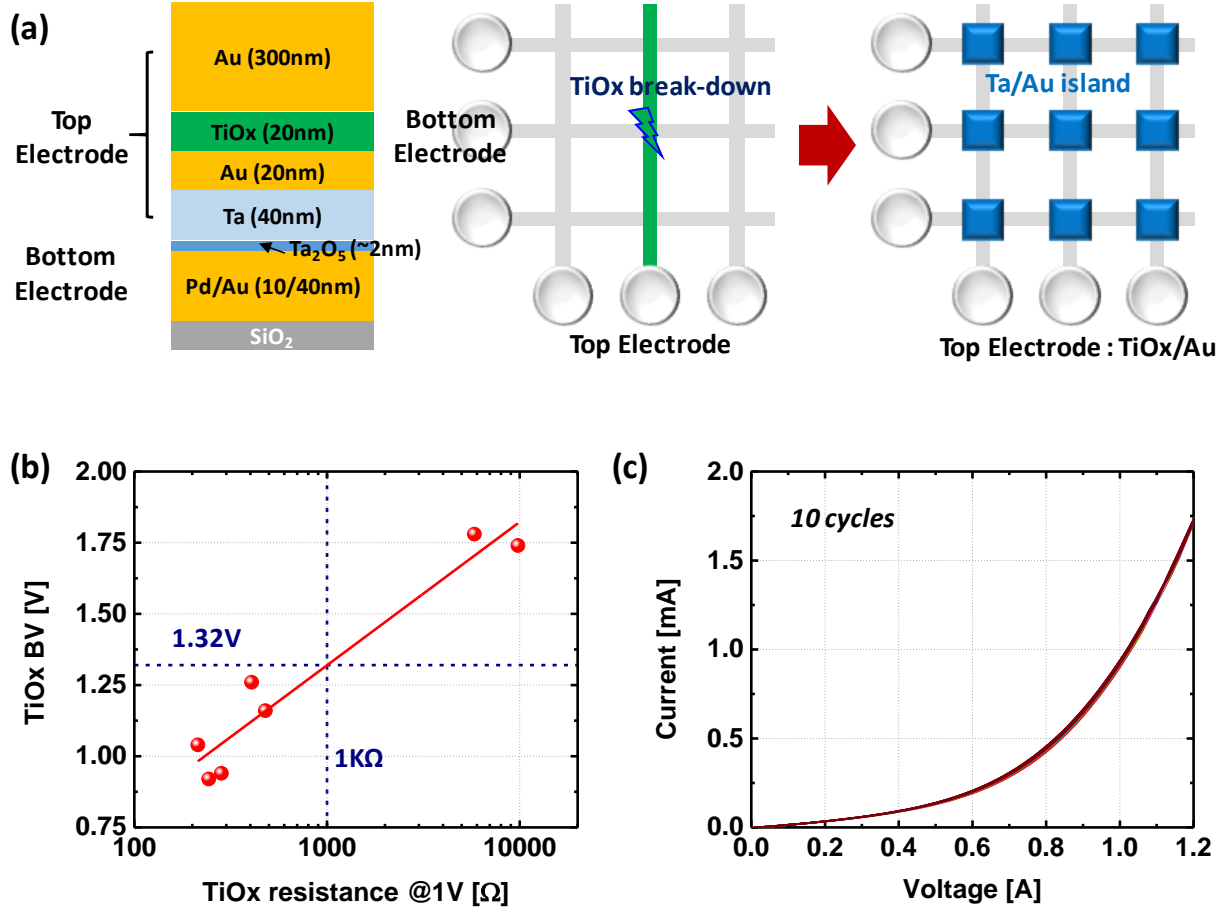 (a)
Au (300nm)
TiOx (20nm)
Au (20nm)
Ta (40nm)
Ta₂O₅ (~2nm)
Pd/Au (10/40nm)
SiO₂
Top
Electrode
Bottom
Electrode
TiOx break-down
Bottom
Electrode
Top Electrode
Ta/Au island
Top Electrode : TiOx/Au
(b)
2.00
1.75
1.50
1.25
1.00
0.75
TiOx BV [V]
1.32V
1KΩ
100
1000
10000
TiOx resistance @1V [Ω]
(c)
2.0
1.5
1.0
0.5
0.0
Current [mA]
10 cycles
0.0
0.2
0.4
0.6
0.8
1.0
1.2
Voltage [A]